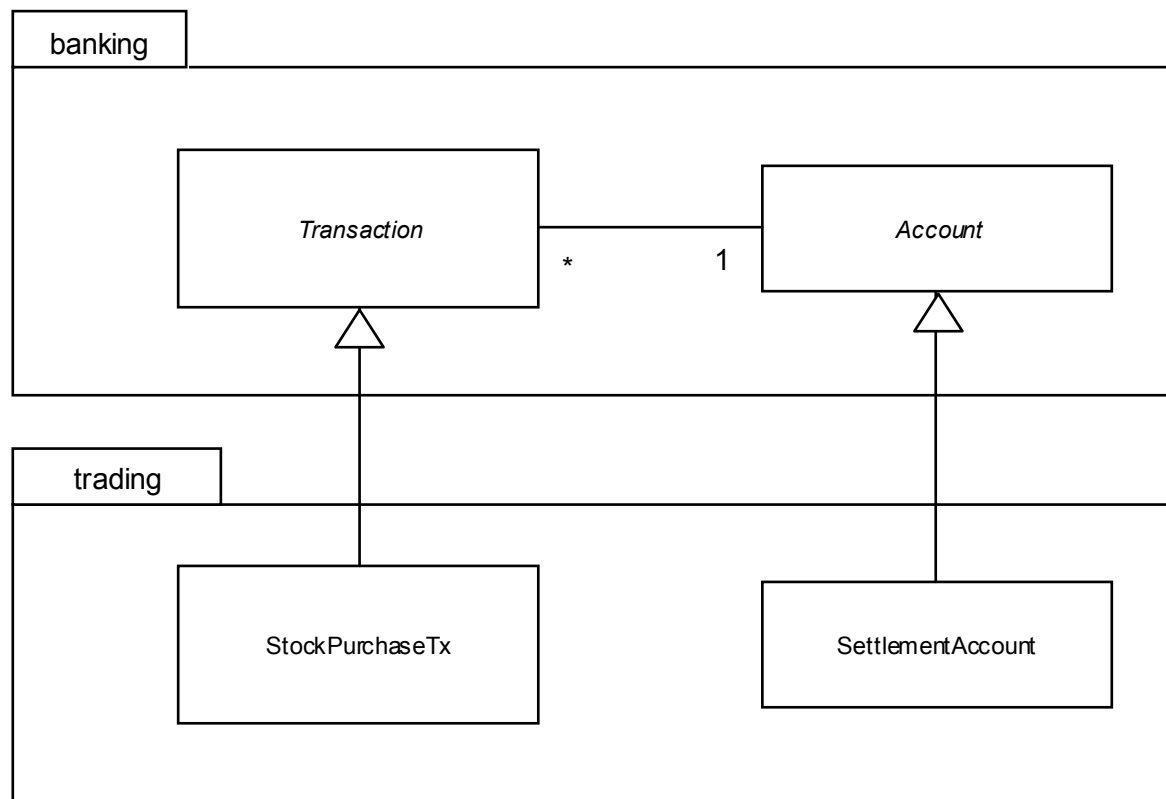 banking
Transaction
Account
*
1
trading
StockPurchaseTx
SettlementAccount